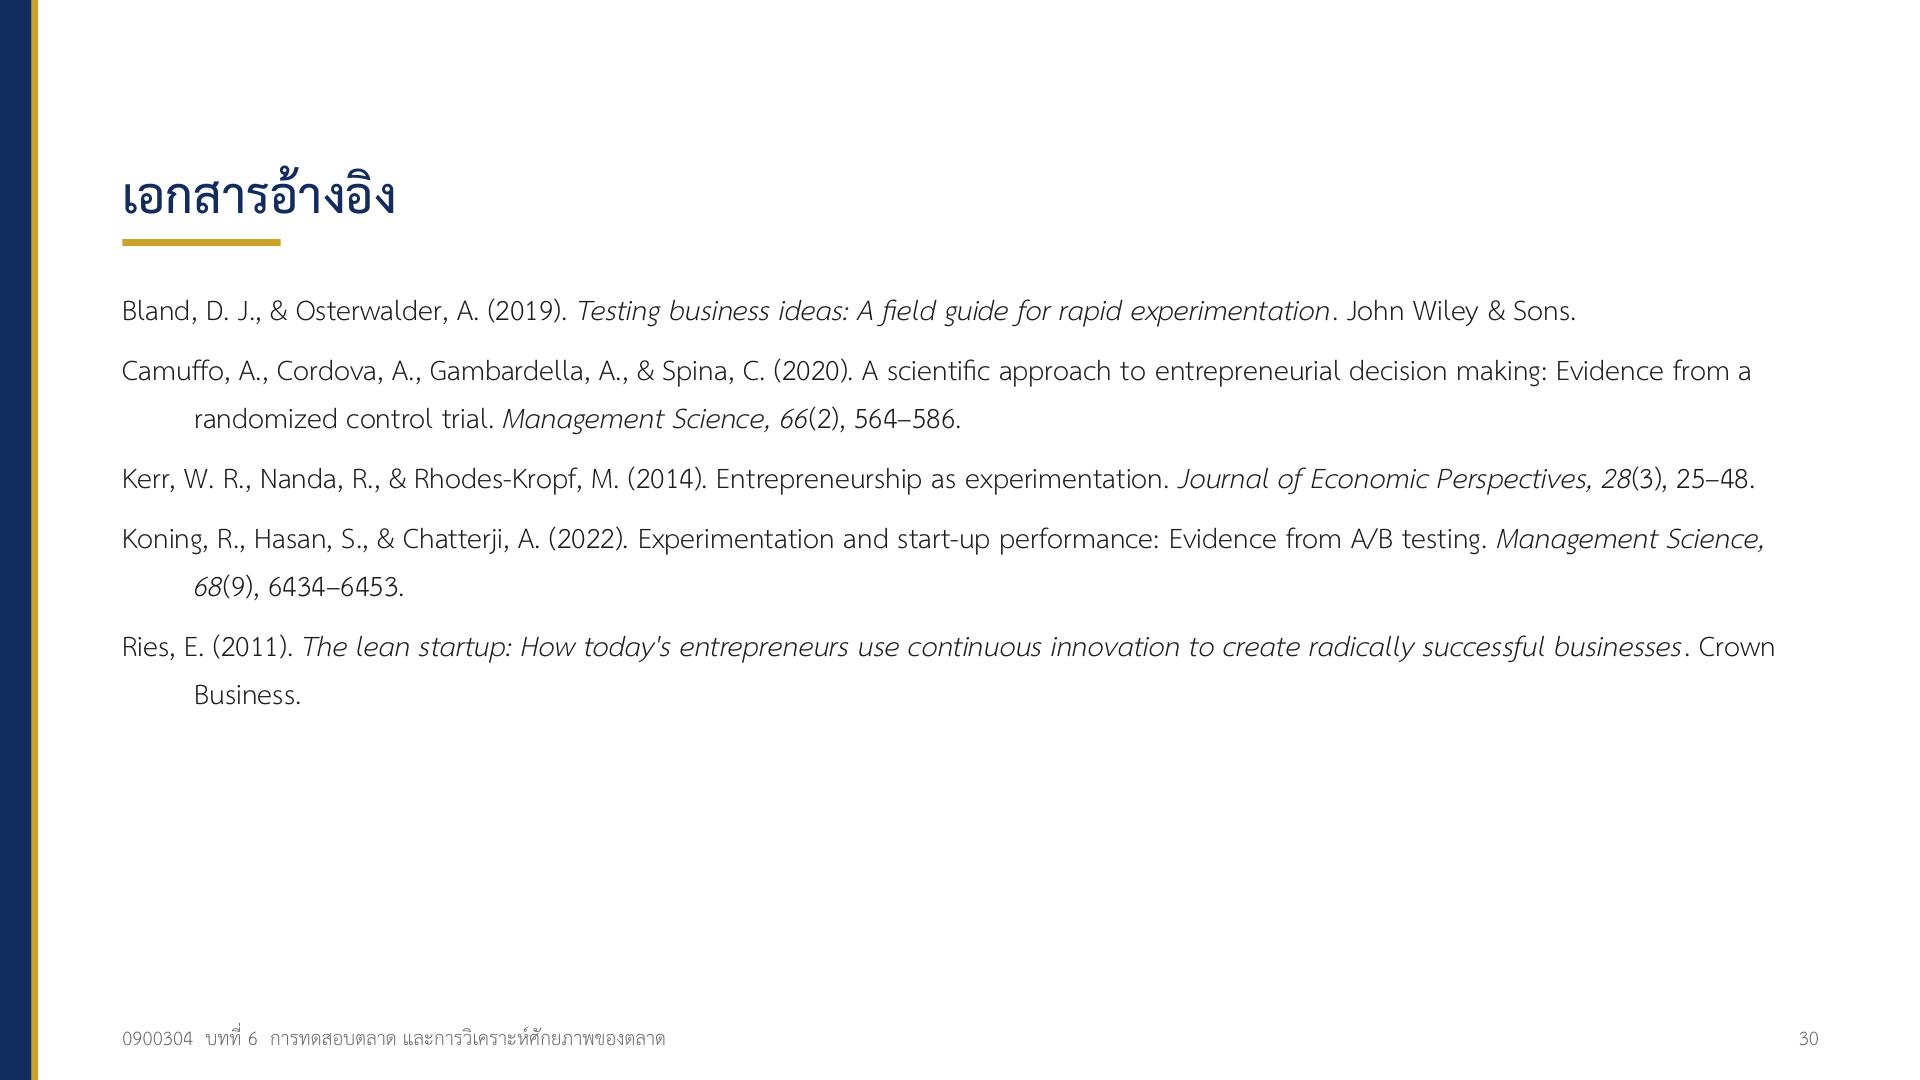 เอกสารอ้างอิง
Bland, D. J., & Osterwalder, A. (2019). Testing business ideas: A field guide for rapid experimentation. John Wiley & Sons.
Camuffo, A., Cordova, A., Gambardella, A., & Spina, C. (2020). A scientific approach to entrepreneurial decision making: Evidence from a
randomized control trial. Management Science, 66(2), 564–586.
Kerr, W. R., Nanda, R., & Rhodes-Kropf, M. (2014). Entrepreneurship as experimentation. Journal of Economic Perspectives, 28(3), 25–48.
Koning, R., Hasan, S., & Chatterji, A. (2022). Experimentation and start-up performance: Evidence from A/B testing. Management Science,
68(9), 6434–6453.
Ries, E. (2011). The lean startup: How today's entrepreneurs use continuous innovation to create radically successful businesses. Crown
Business.
0900304 บทที่ 6 การทดสอบตลาด และการวิเคราะห์ศักยภาพของตลาด
30